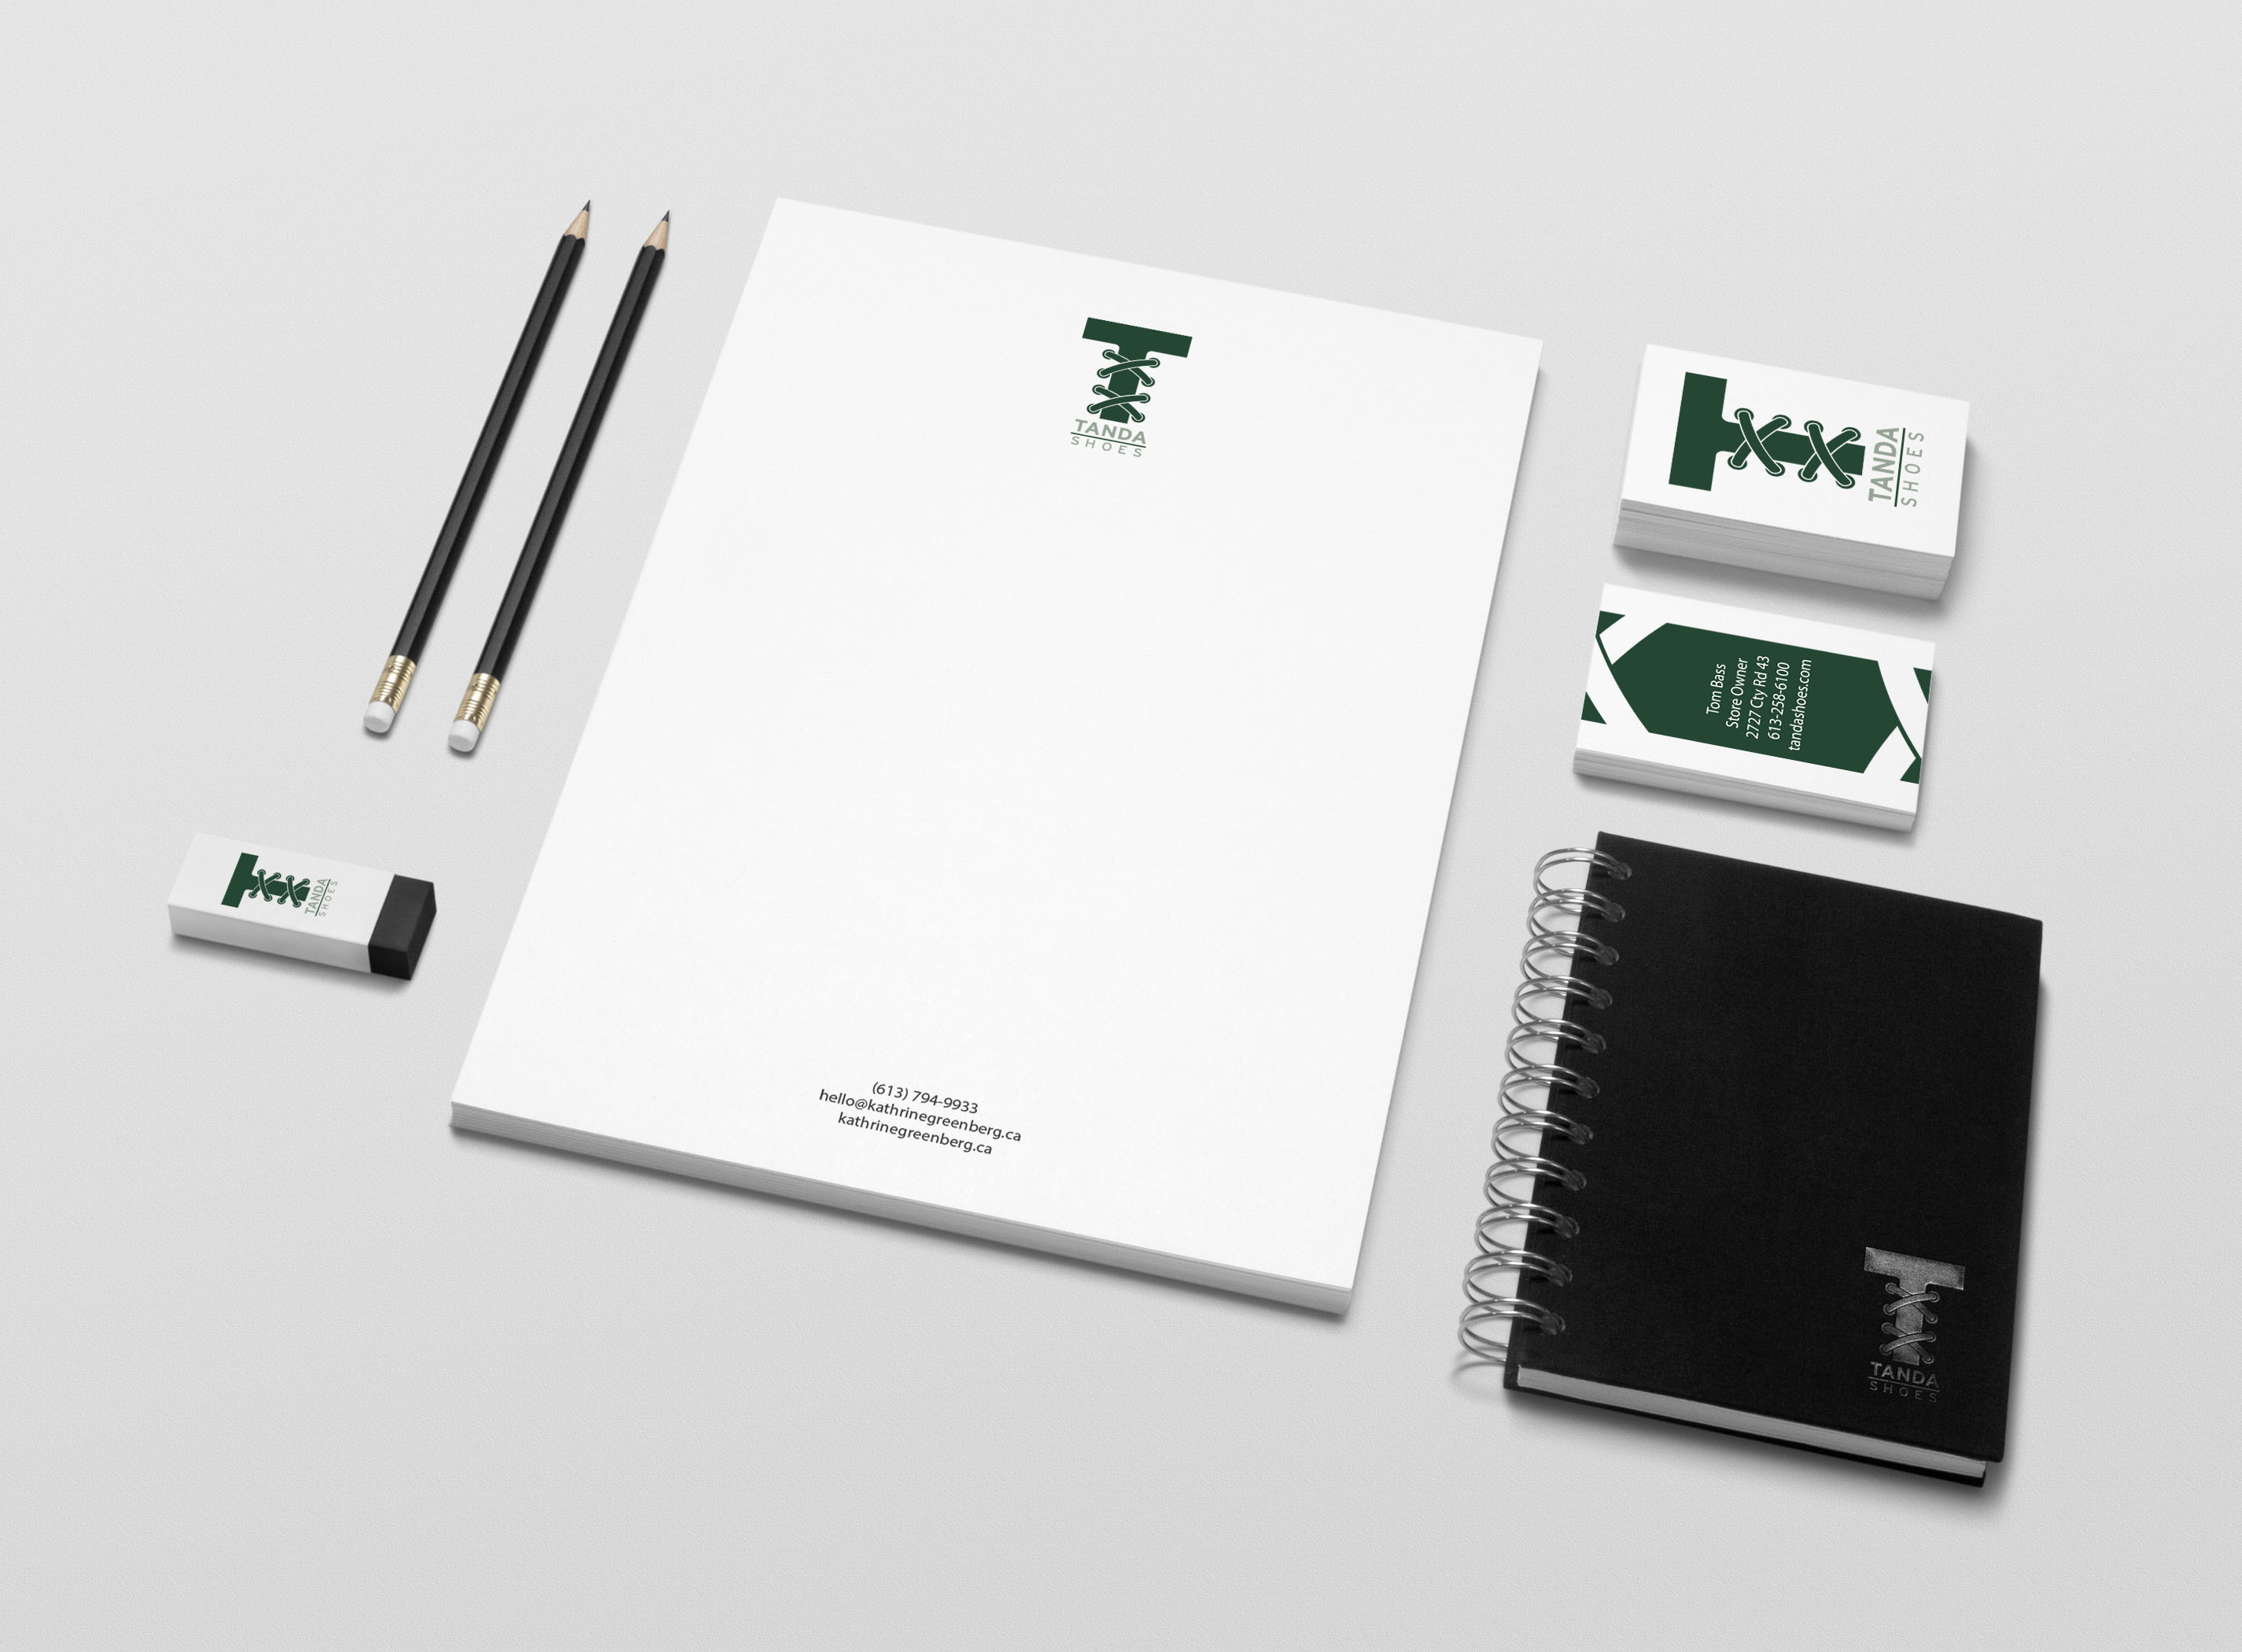 TANDA
SHOES
(613) 794-9933
hello@kathrinegreenberg.ca
kathrinegreenberg.ca
TANDA
SHOES
Tom Bass
Store Owner
2727 Cty Rd 43
613-258-6100
tandashoes.com
TANDA
SHOES
TANDA
SHOES